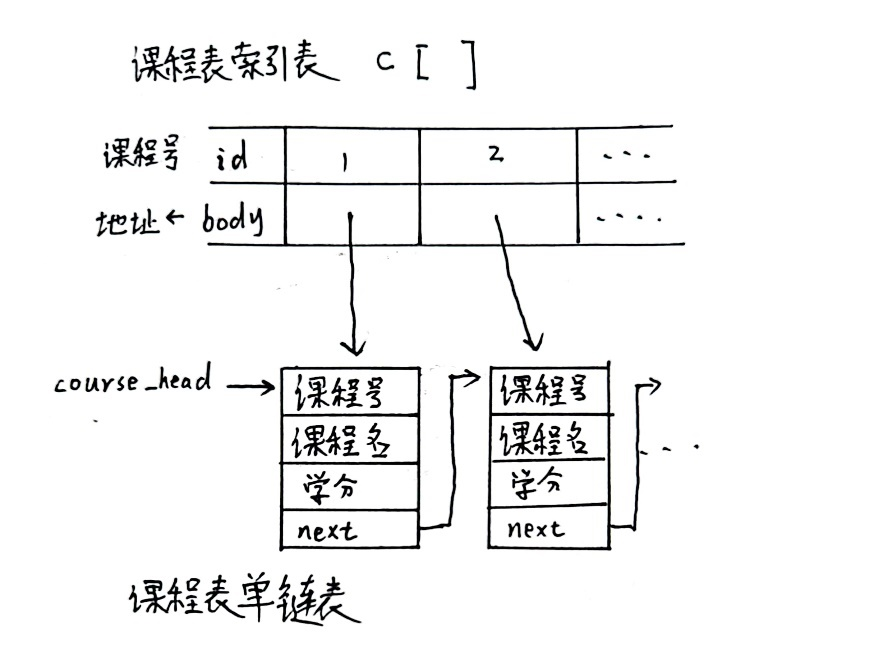 课程表索引表 C [ ]
课程号 id 1 2 ...
地址 ← body ....
course_head → 课程号 课程号
课程名 课程名 ....
学分 学分
next next
课程表单链表